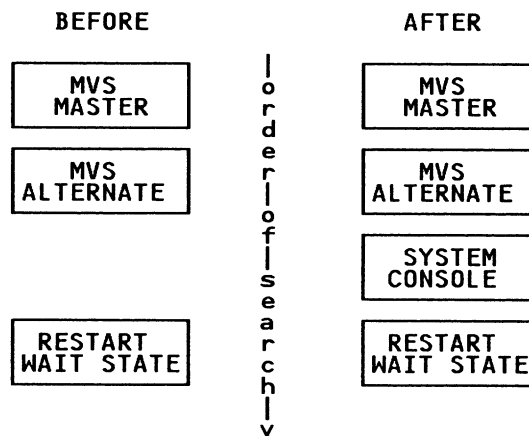 BEFORE
AFTER
MVS
MASTER
MVS
ALTERNATE
RESTART
WAIT STATE
|order|of|search|v
MVS
MASTER
MVS
ALTERNATE
SYSTEM
CONSOLE
RESTART
WAIT STATE